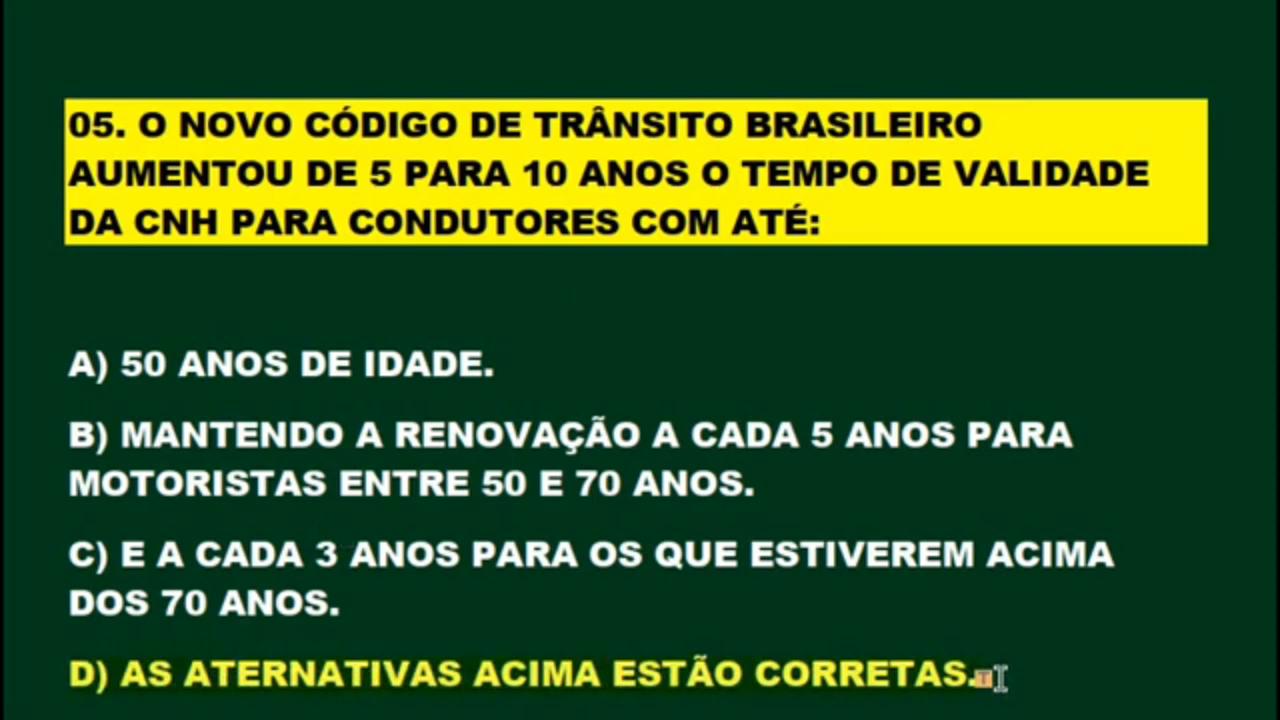 05. O NOVO CÓDIGO DE TRÂNSITO BRASILEIRO
AUMENTOU DE 5 PARA 10 ANOS O TEMPO DE VALIDADE
DA CNH PARA CONDUTORES COM ATÉ:
A) 50 ANOS DE IDADE.
B) MANTENDO A RENOVAÇÃO A CADA 5 ANOS PARA
MOTORISTAS ENTRE 50 E 70 ANOS.
C) E A CADA 3 ANOS PARA OS QUE ESTIVEREM ACIMA
DOS 70 ANOS.
D) AS ATERNATIVAS ACIMA ESTÃO CORRETAS.